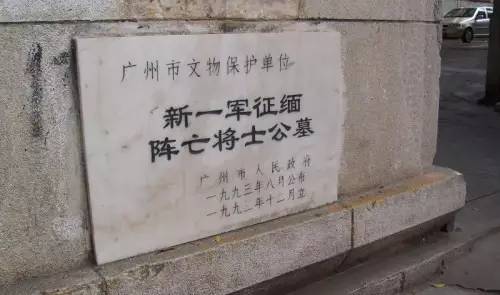 广州市文物保护单位
新一军征缅
阵亡将士公墓
广州市人民政府
一九九三年八月公布
一九九二年十二月立